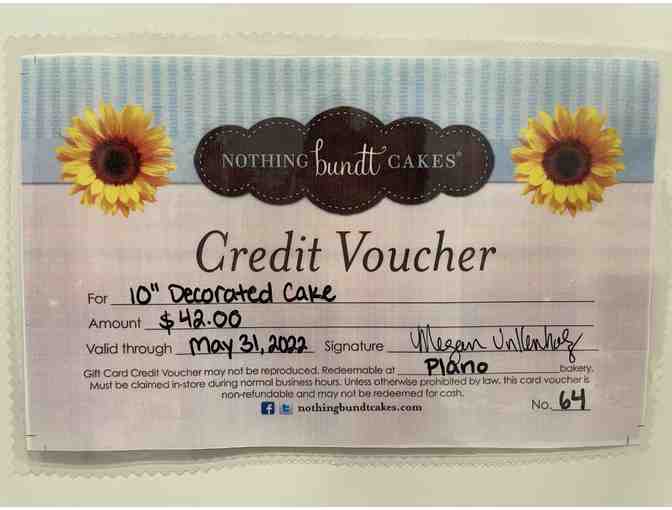 NOTHING bundt CAKES®
Credit Voucher
For 10" Decorated Cake
Amount $42.00
Valid through May 31, 2022 Signature Megan
Gift Card Credit Voucher may not be reproduced. Redeemable at Plano bakery.
Must be claimed in-store during normal business hours. Unless otherwise prohibited by law, this card voucher is
non-refundable and may not be redeemed for cash.
nothingbundtcakes.com
No. 64